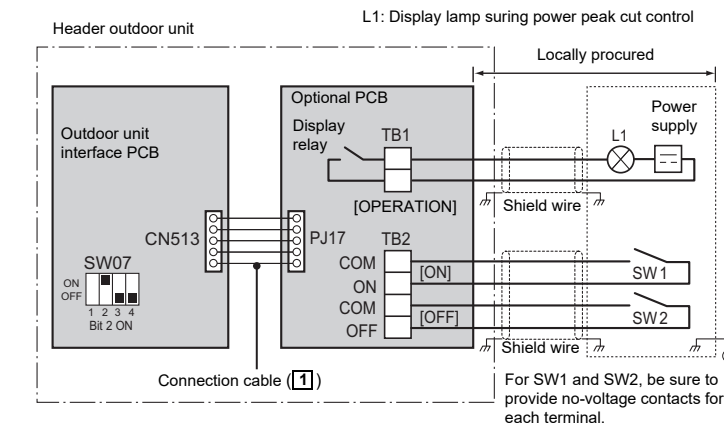 L1: Display lamp suring power peak cut control
Header outdoor unit
Locally procured
Outdoor unit
interface PCB
Optional PCB
Display
relay
TB1
L1
Power
supply
[OPERATION]
Shield wire
CN513
PJ17
TB2
SW07
ON
OFF
1 2 3 4
Bit 2 ON
COM
ON
COM
OFF
[ON]
[OFF]
SW1
SW2
Shield wire
Connection cable ( 1 )
For SW1 and SW2, be sure to
provide no-voltage contacts for
each terminal.